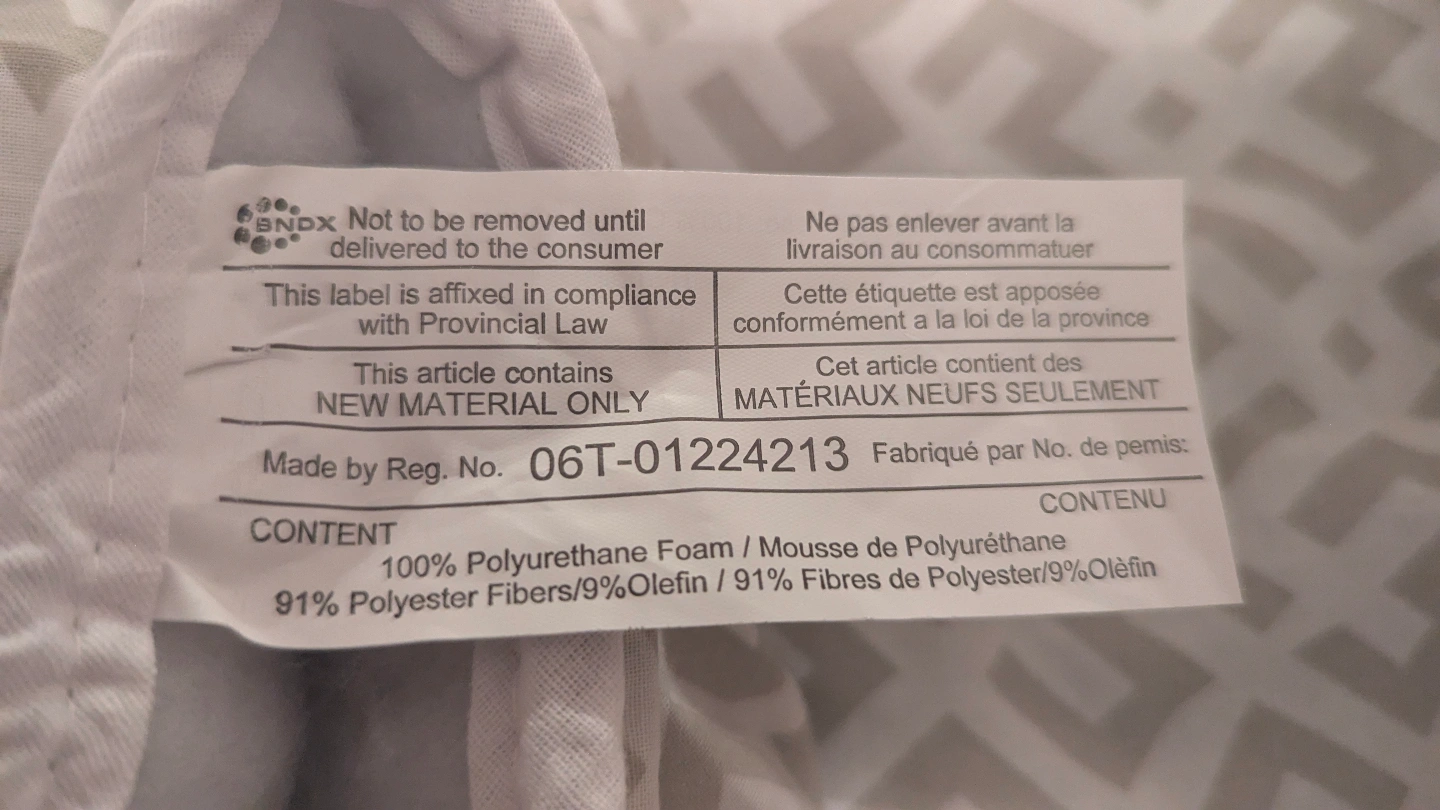 BNDX Not to be removed until
delivered to the consumer
Ne pas enlever avant la
livraison au consommatuer
This label is affixed in compliance
with Provincial Law
Cette étiquette est apposée
conformément a la loi de la province
This article contains
NEW MATERIAL ONLY
Cet article contient des
MATÉRIAUX NEUFS SEULEMENT
Made by Reg. No. 06T-01224213 Fabriqué par No. de pemis:
CONTENT
CONTENU
100% Polyurethane Foam / Mousse de Polyuréthane
91% Polyester Fibers/9%Olefin / 91% Fibres de Polyester/9%Olèfin